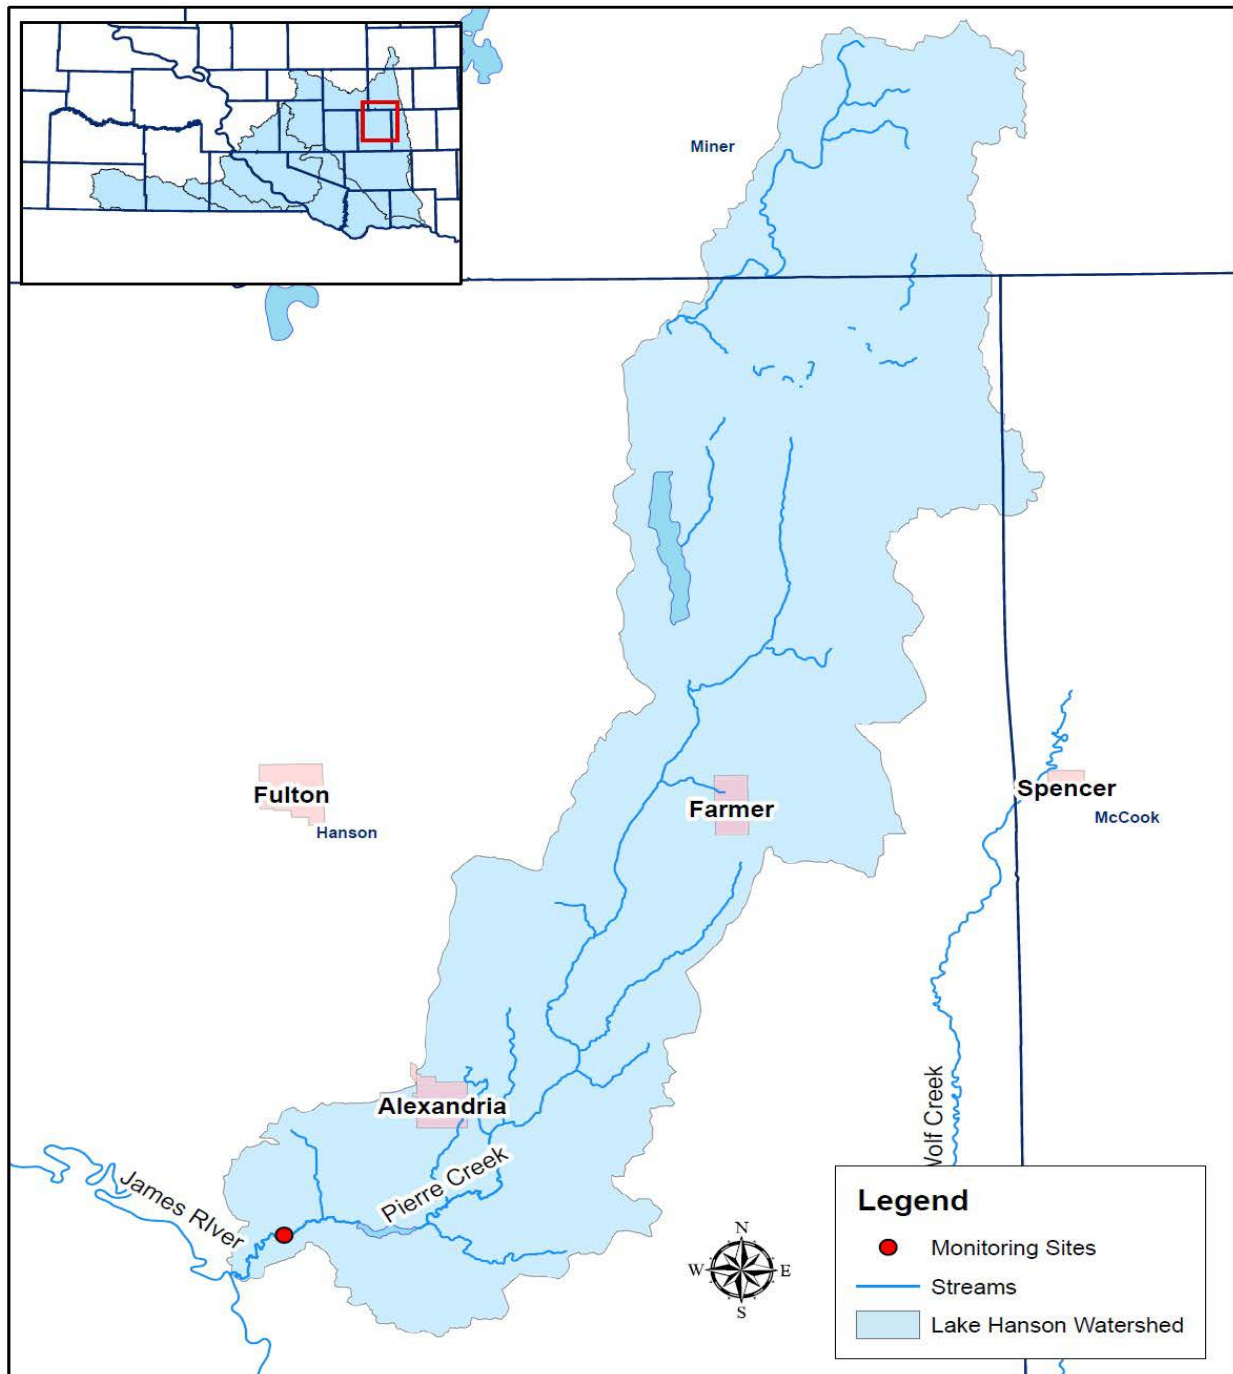 Miner
Fulton
Hanson
Farmer
Spencer
McCook
Alexandria
Pierre Creek
James RIver
Wolf Creek
N
W
E
S
Legend
Monitoring Sites
Streams
Lake Hanson Watershed